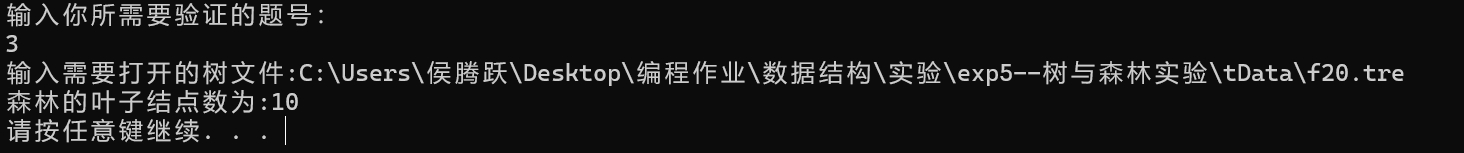 输入你所需要验证的题号：
3
输入需要打开的树文件:C:\Users\侯腾跃\Desktop\编程作业\数据结构\实验\exp5--树与森林实验\tData\f20.tre
森林的叶子结点数为:10
请按任意键继续. . .